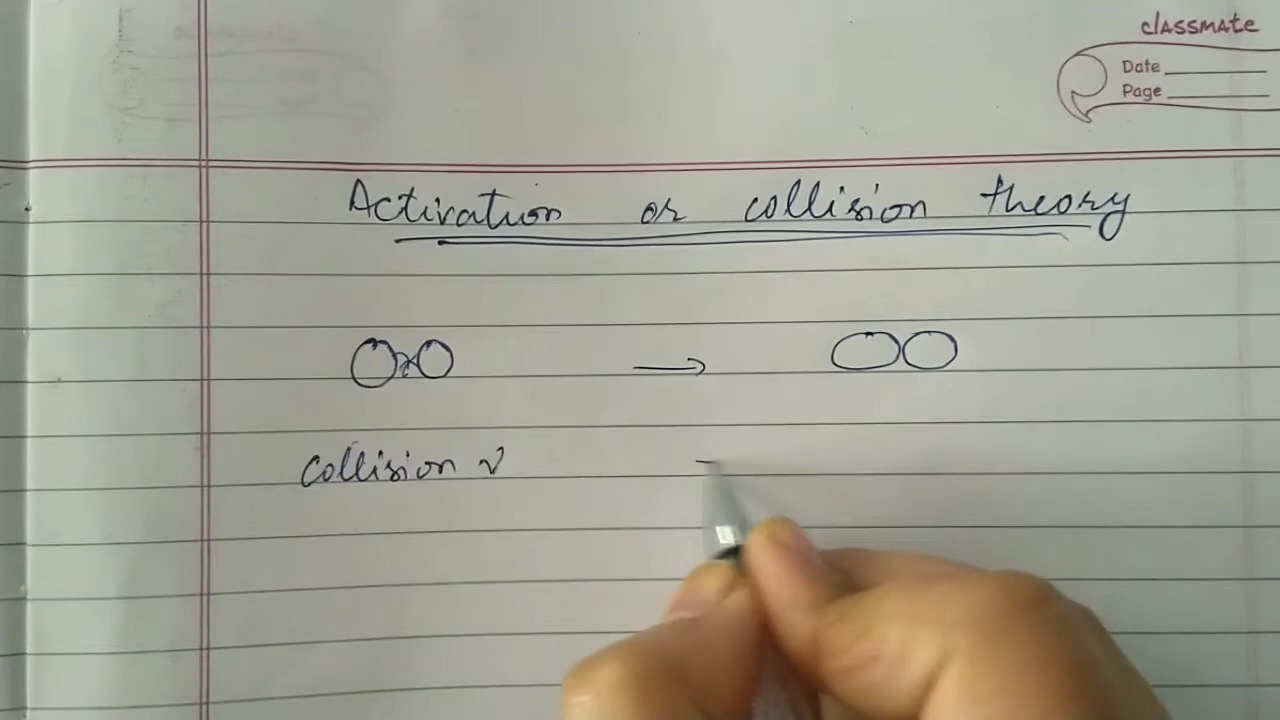 classmate
Date
Page
Activation or collision theory
collision